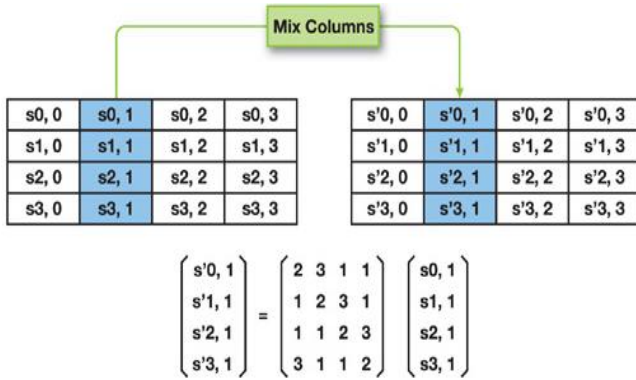 Mix Columns
s0, 0 s0, 1 s0, 2 s0, 3 s'0, 0 s'0, 1 s'0, 2 s'0, 3
s1, 0 s1, 1 s1, 2 s1, 3 s'1, 0 s'1, 1 s'1, 2 s'1, 3
s2, 0 s2, 1 s2, 2 s2, 3 s'2, 0 s'2, 1 s'2, 2 s'2, 3
s3, 0 s3, 1 s3, 2 s3, 3 s'3, 0 s'3, 1 s'3, 2 s'3, 3
s'0, 1 2 3 1 1 s0, 1
s'1, 1 1 2 3 1 s1, 1
=
s'2, 1 1 1 2 3 s2, 1
s'3, 1 3 1 1 2 s3, 1